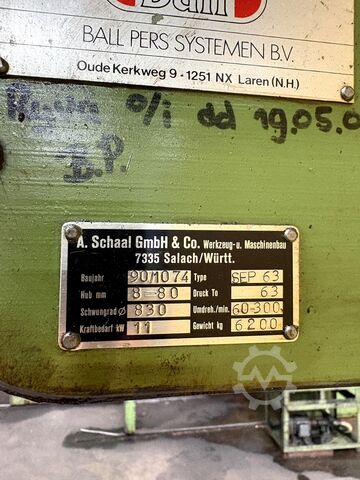 Ball
BALL PERS SYSTEMEN B.V.
Oude Kerkweg 9 - 1251 NX Laren (N.H.)
o/i dd 19.05.0
B.P.
A. Schaal GmbH & Co. Werkzeug-u. Maschinenbau
7335 Salach/Württ.
Baujahr 90/1074 Type SEP 63
Hub mm 8-80 Druck To 63
Schwungrad Ø 830 Umdreh./min. 60-300
Kraftbedarf kW 11 Gewicht kg 6200